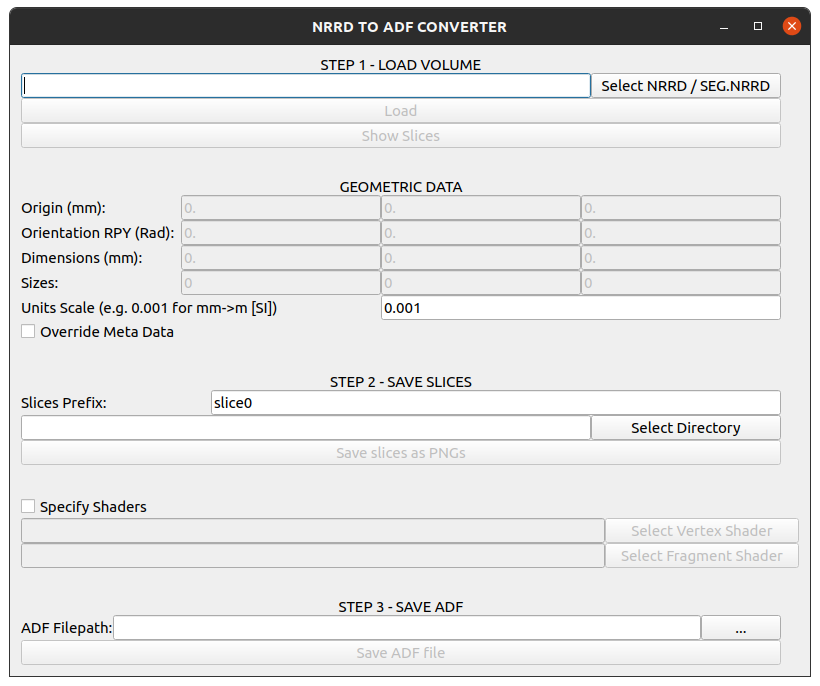 NRRD TO ADF CONVERTER
STEP 1 - LOAD VOLUME
Select NRRD / SEG.NRRD
Load
Show Slices
GEOMETRIC DATA
Origin (mm): 0. 0. 0.
Orientation RPY (Rad): 0. 0. 0.
Dimensions (mm): 0. 0. 0.
Sizes: 0 0 0
Units Scale (e.g. 0.001 for mm->m [SI]) 0.001
Override Meta Data
STEP 2 - SAVE SLICES
Slices Prefix: slice0
Select Directory
Save slices as PNGs
Specify Shaders
Select Vertex Shader
Select Fragment Shader
STEP 3 - SAVE ADF
ADF Filepath: ...
Save ADF file